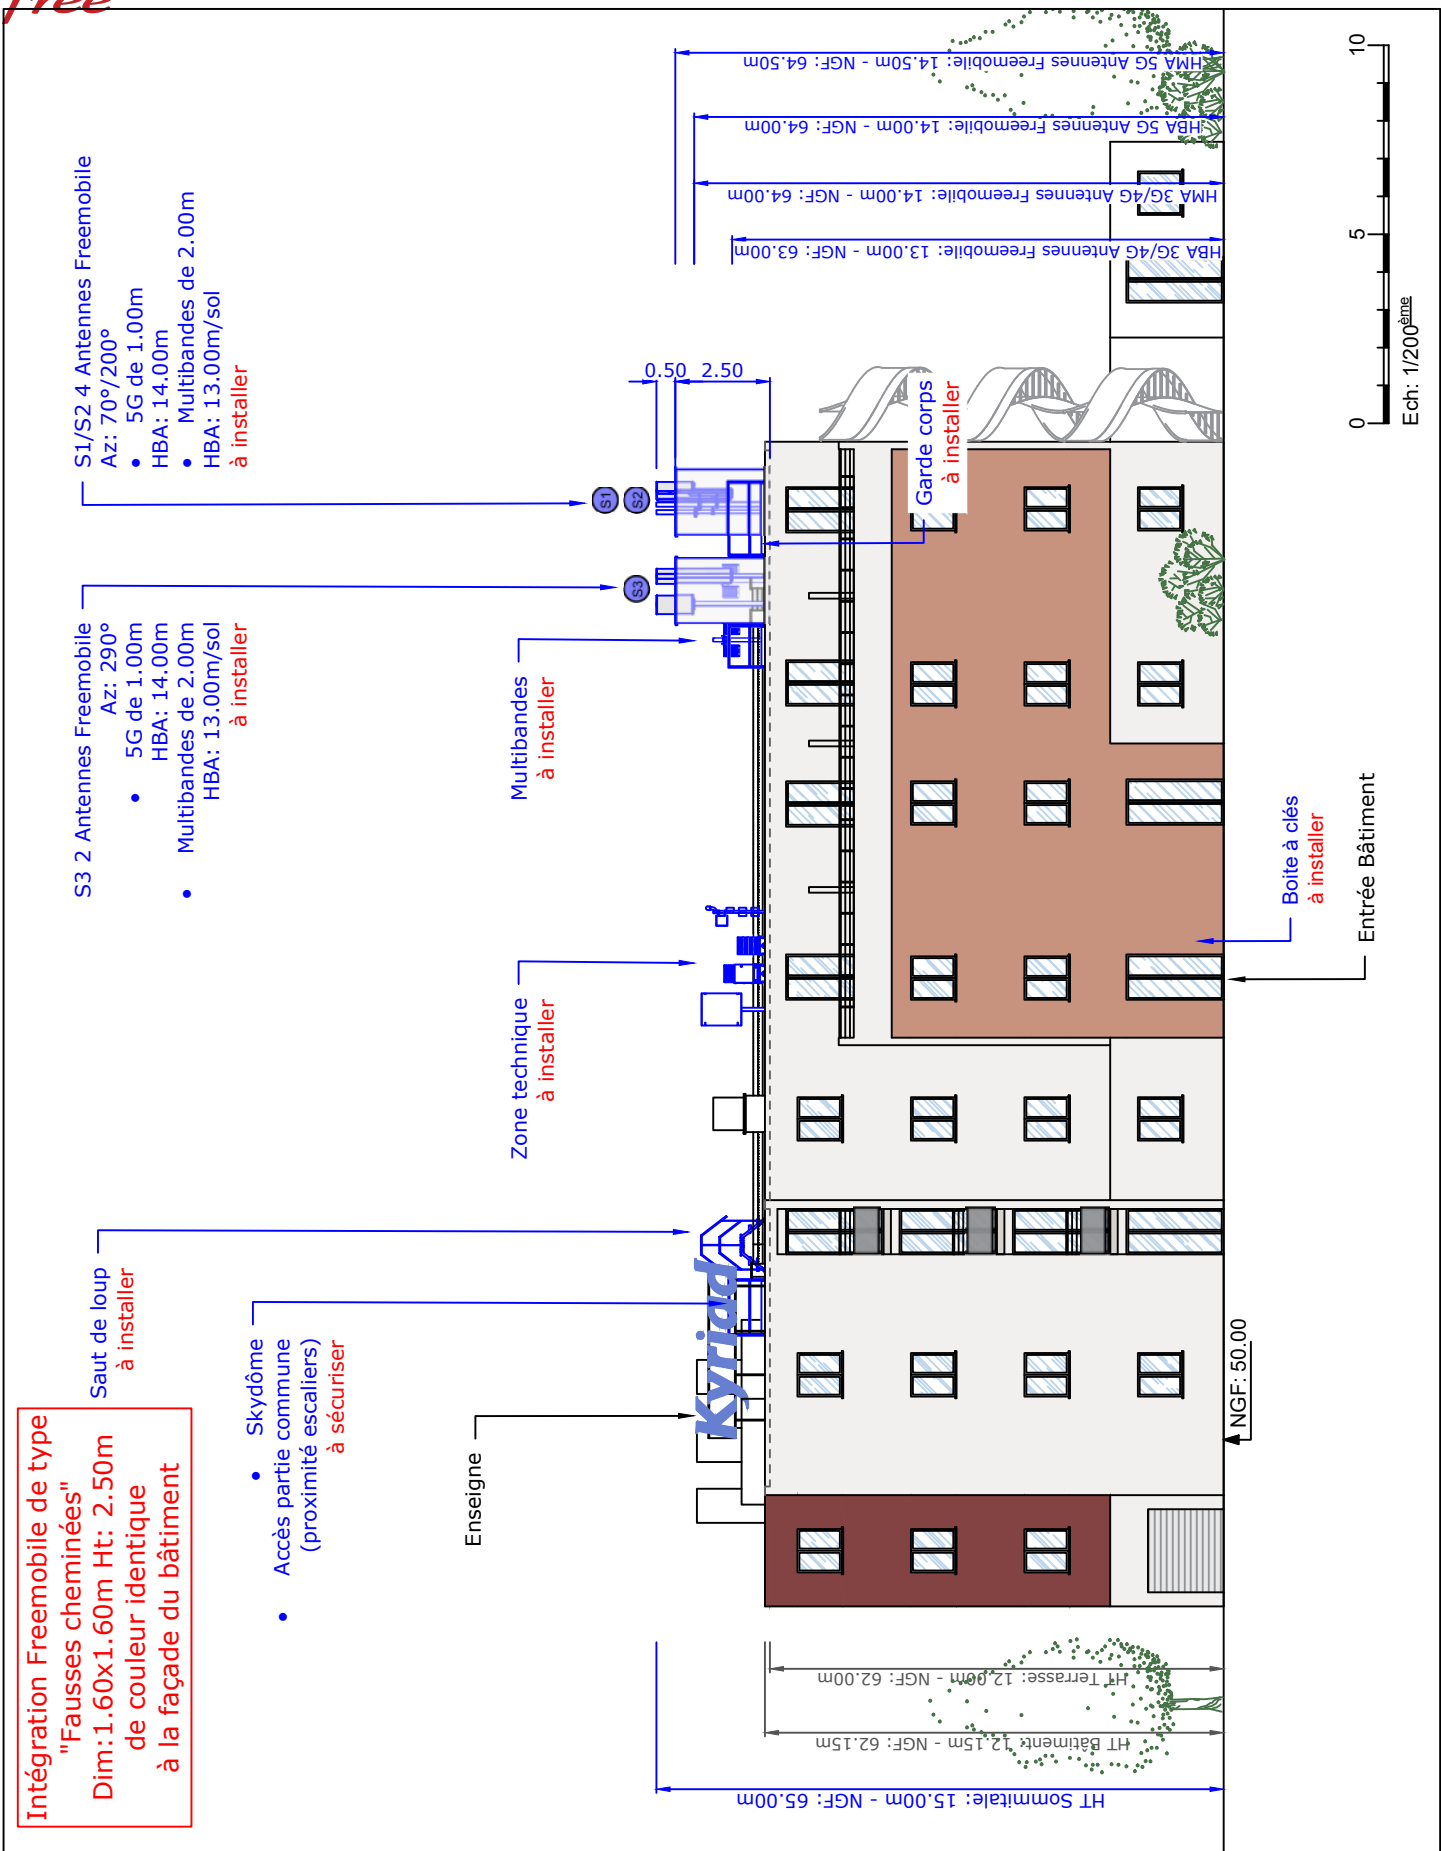 free
Intégration Freemobile de type
"Fausses cheminées"
Dim:1.60x1.60m Ht: 2.50m
de couleur identique
à la façade du bâtiment
Saut de loup
à installer
• Skydôme
• Accès partie commune
(proximité escaliers)
à sécuriser
Enseigne
Kyriad
Zone technique
à installer
Multibandes
à installer
S3 2 Antennes Freemobile
Az: 290°
• 5G de 1.00m
HBA: 14.00m
• Multibandes de 2.00m
HBA: 13.00m/sol
à installer
S1/S2 4 Antennes Freemobile
Az: 70°/200°
• 5G de 1.00m
HBA: 14.00m
• Multibandes de 2.00m
HBA: 13.00m/sol
à installer
S3
S1
S2
0.50
2.50
Garde corps
à installer
HT Sommitale: 15.00m - NGF: 65.00m
HT Bâtiment: 12.15m - NGF: 62.15m
HT Terrasse: 12.00m - NGF: 62.00m
HBA 3G/4G Antennes Freemobile: 13.00m - NGF: 63.00m
HMA 3G/4G Antennes Freemobile: 14.00m - NGF: 64.00m
HBA 5G Antennes Freemobile: 14.00m - NGF: 64.00m
HMA 5G Antennes Freemobile: 14.50m - NGF: 64.50m
NGF: 50.00
Boite à clés
à installer
Entrée Bâtiment
0
5
10
Ech: 1/200ème